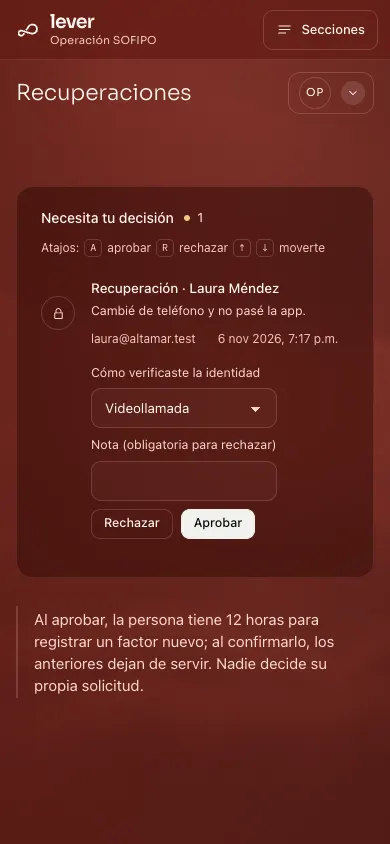 lever
Operación SOFIPO
Secciones
Recuperaciones
OP
Necesita tu decisión • 1
Atajos: A aprobar R rechazar ↑ ↓ moverte
Recuperación · Laura Méndez
Cambié de teléfono y no pasé la app.
laura@altamar.test 6 nov 2026, 7:17 p.m.
Cómo verificaste la identidad
Videollamada
Nota (obligatoria para rechazar)
Rechazar Aprobar
Al aprobar, la persona tiene 12 horas para
registrar un factor nuevo; al confirmarlo, los
anteriores dejan de servir. Nadie decide su
propia solicitud.